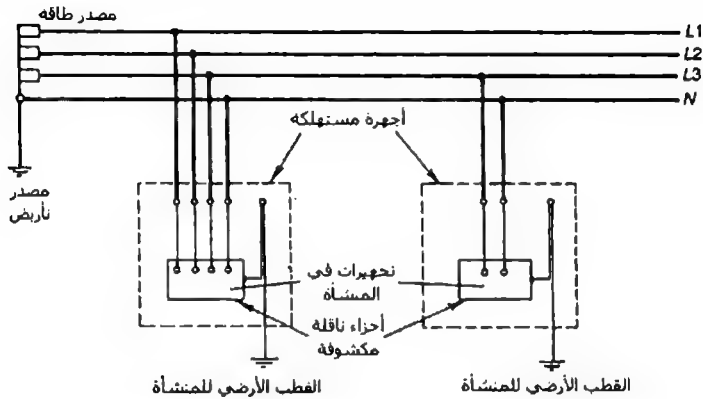 مصدر طاقة
L1
L2
L3
N
أجهزة مستهلكة
مصدر
تأريض
تجهيزات في
المنشأة
أجزاء ناقلة
مكشوفة
القطب الأرضي للمنشأة
القطب الأرضي للمنشأة